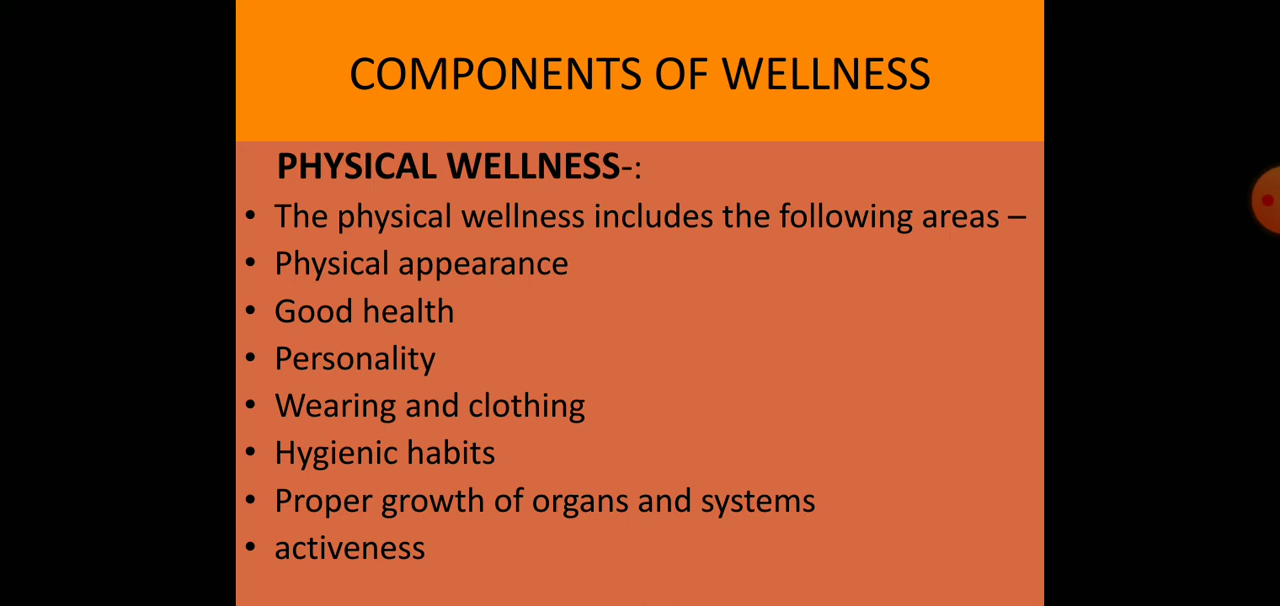 COMPONENTS OF WELLNESS
PHYSICAL WELLNESS-:
• The physical wellness includes the following areas –
• Physical appearance
• Good health
• Personality
• Wearing and clothing
• Hygienic habits
• Proper growth of organs and systems
• activeness